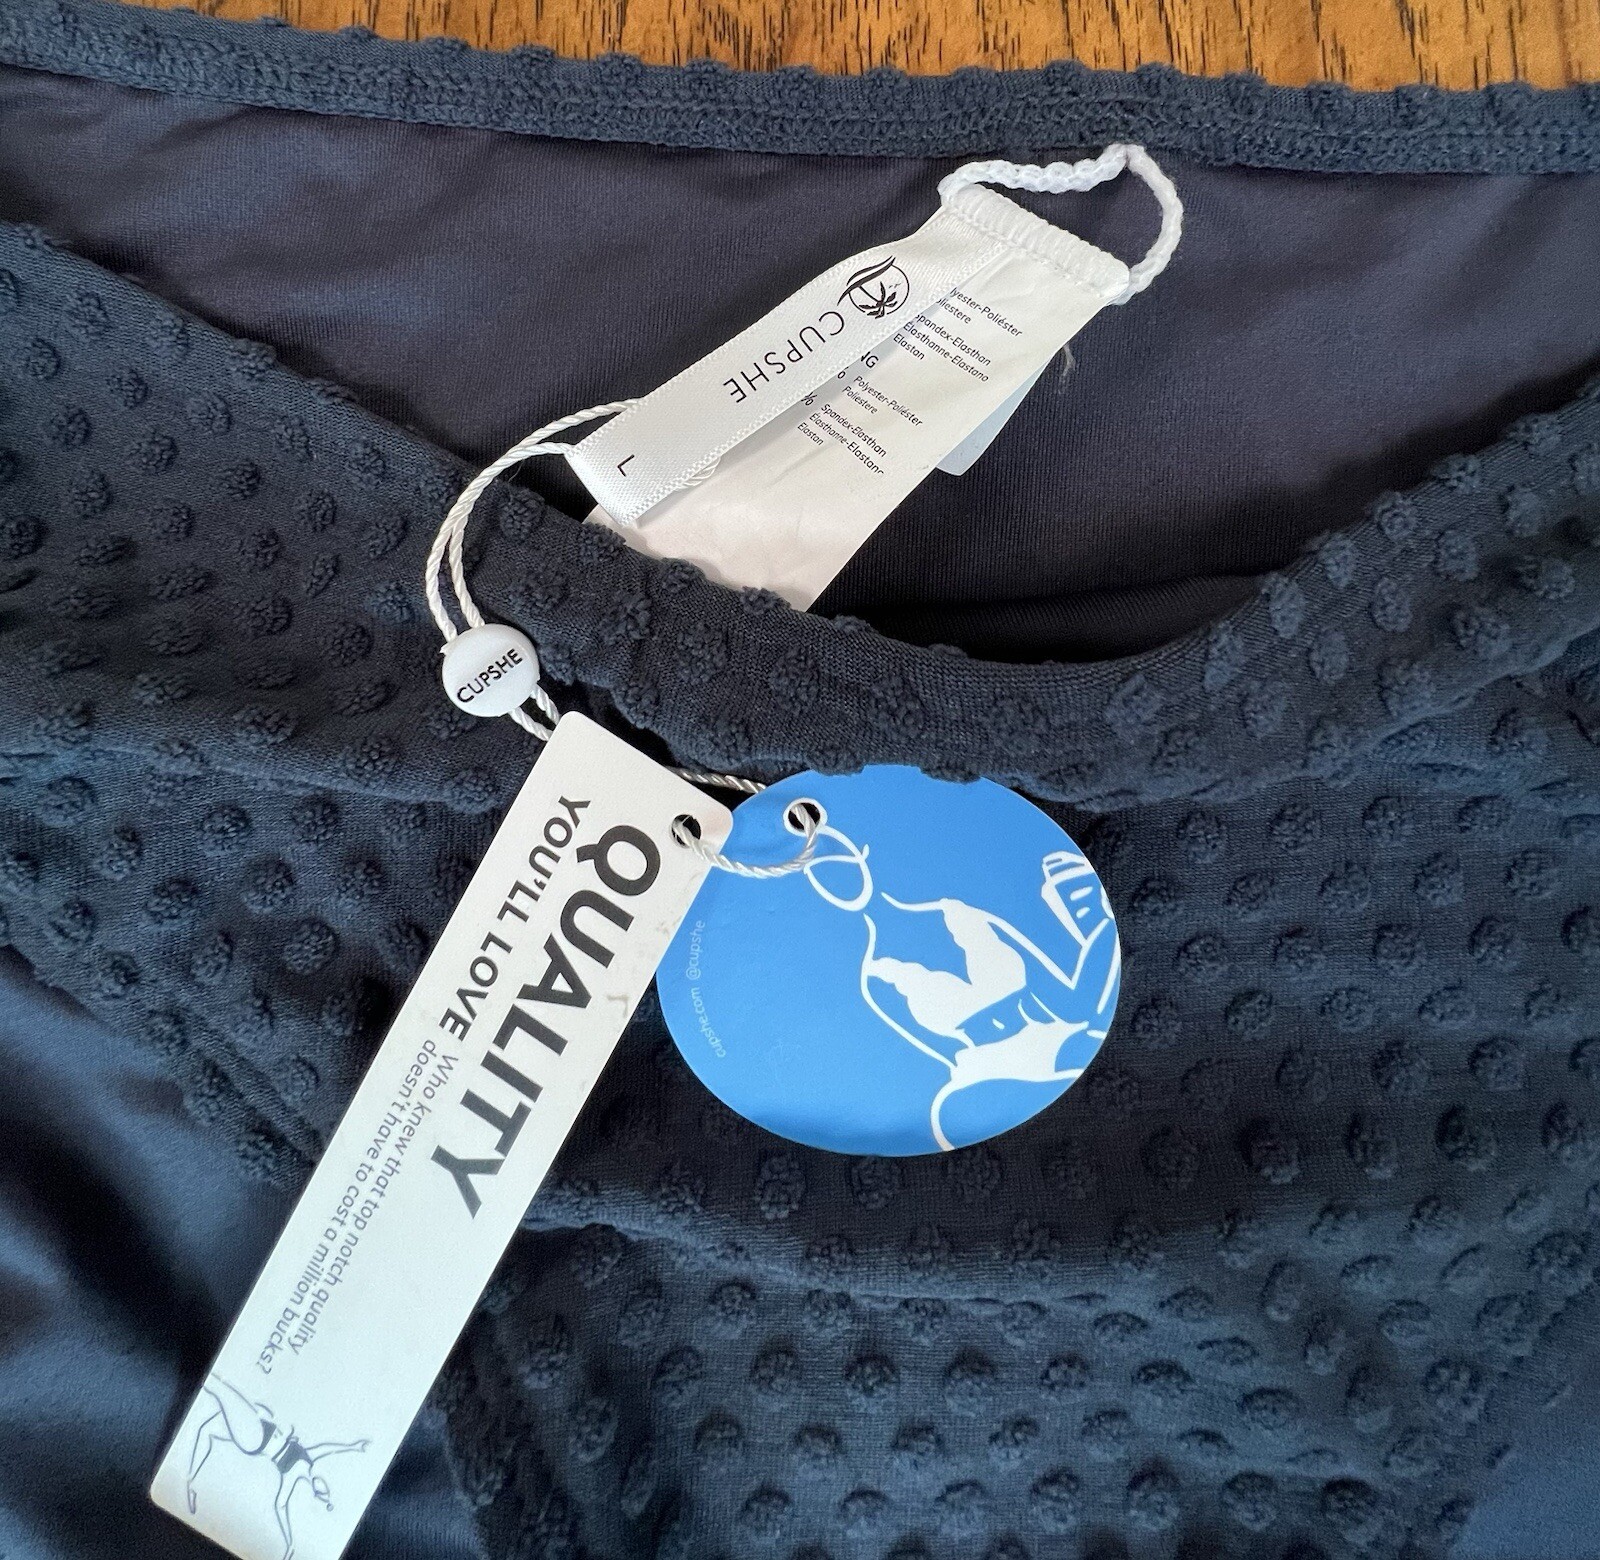 CUPSHE
L
Polyester-Poliéster
Poliestere
Spandex-Elasthan
Elasthanne-Elastano
Elastan
Polyester-Poliéster
Poliestere
Spandex-Elasthan
Elasthanne-Elastano
Elastan
CUPSHE
QUALITY
YOU'LL LOVE
Who knew that top notch quality
doesn't have to cost a million bucks?
cupshe.com @cupshe